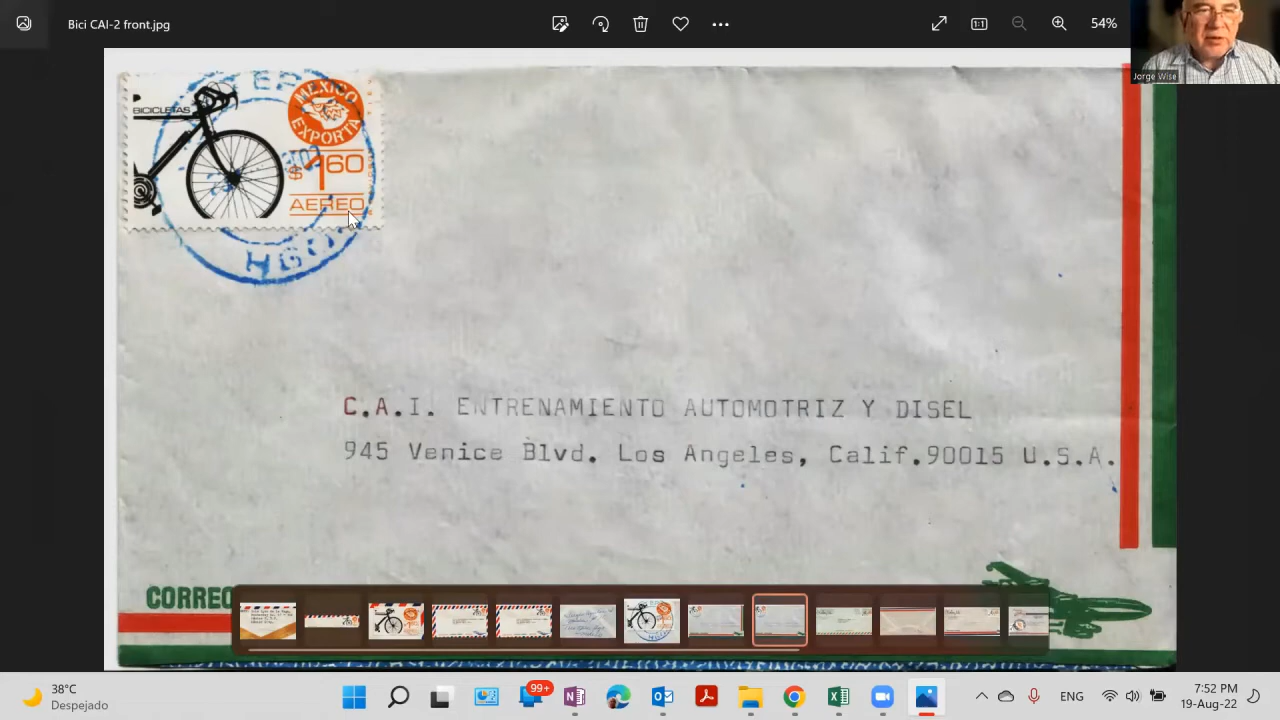 Bici CAI-2 front.jpg
54%
Jorge Wise
BICICLETAS
MEXICO
EXPORTA
$1.60
AEREO
HGO.
C.A.I. ENTRENAMIENTO AUTOMOTRIZ Y DISEL
945 Venice Blvd. Los Angeles, Calif.90015 U.S.A.
CORREO
38°C
Despejado
99+
ENG
7:52 PM
19-Aug-22